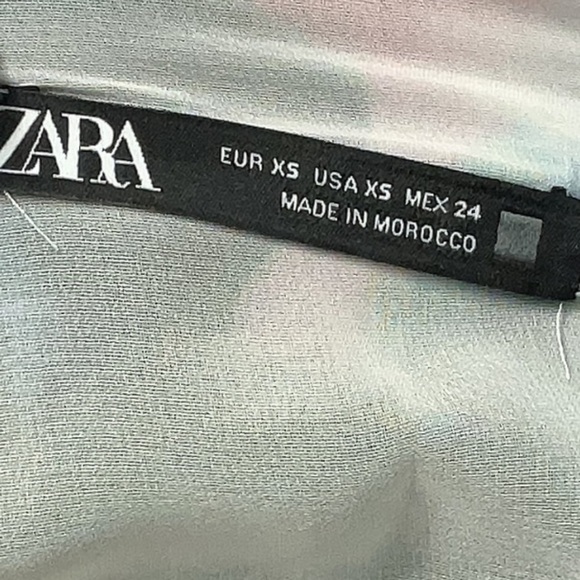 ZARA
EUR XS USA XS MEX 24
MADE IN MOROCCO